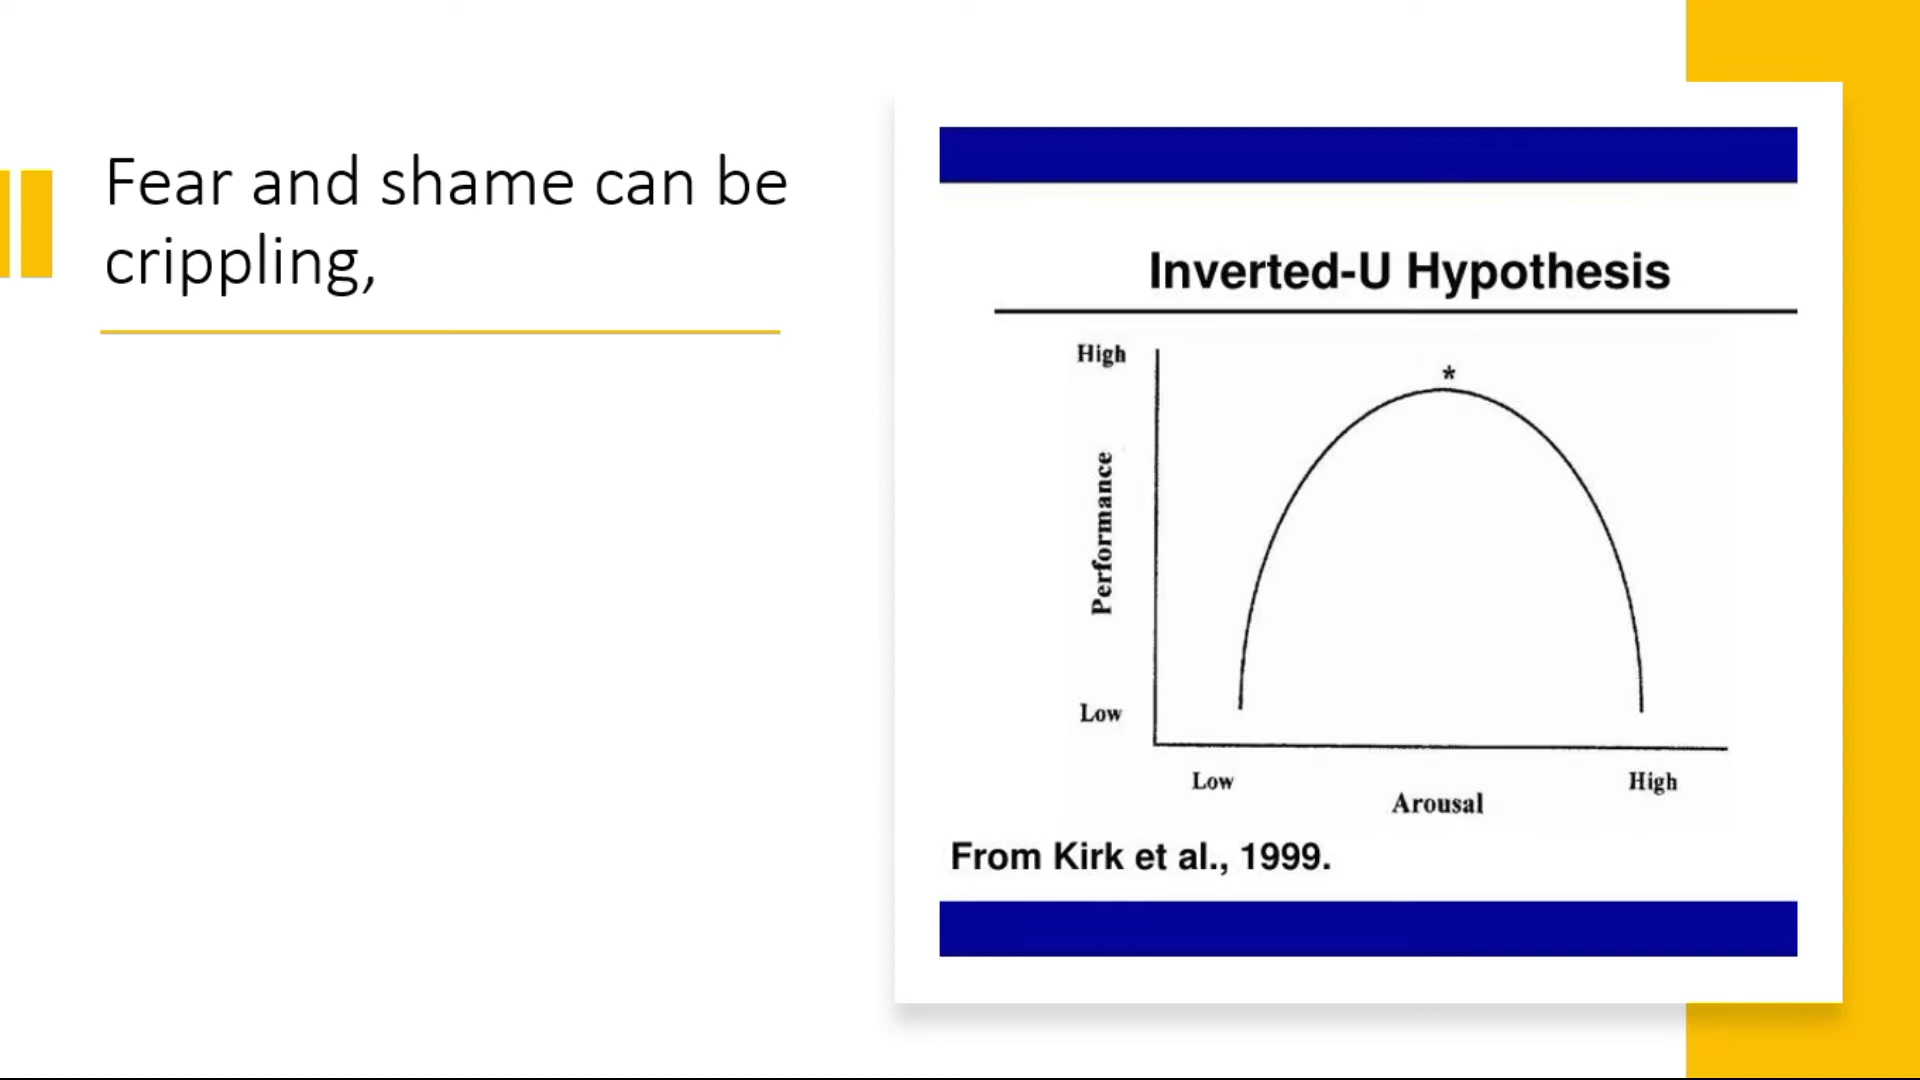 Fear and shame can be
crippling,
Inverted-U Hypothesis
High
*
Performance
Low
Low
High
Arousal
From Kirk et al., 1999.